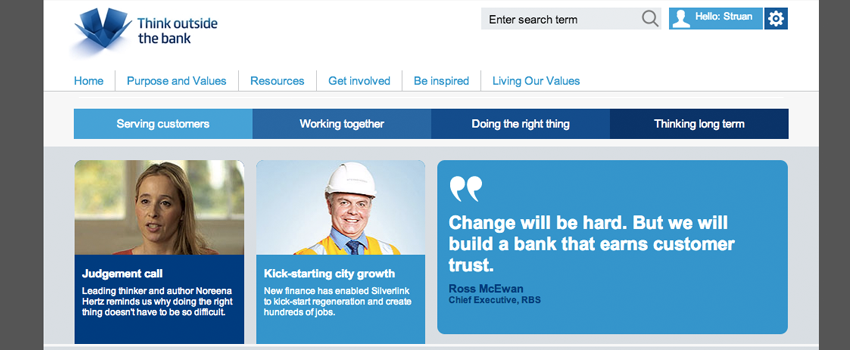 Think outside
the bank
Enter search term
Hello: Struan
Home
Purpose and Values
Resources
Get involved
Be inspired
Living Our Values
Serving customers
Working together
Doing the right thing
Thinking long term
Judgement call
Leading thinker and author Noreena
Hertz reminds us why doing the right
thing doesn't have to be so difficult.
Kick-starting city growth
New finance has enabled Silverlink
to kick-start regeneration and create
hundreds of jobs.
Change will be hard. But we will
build a bank that earns customer
trust.
Ross McEwan
Chief Executive, RBS